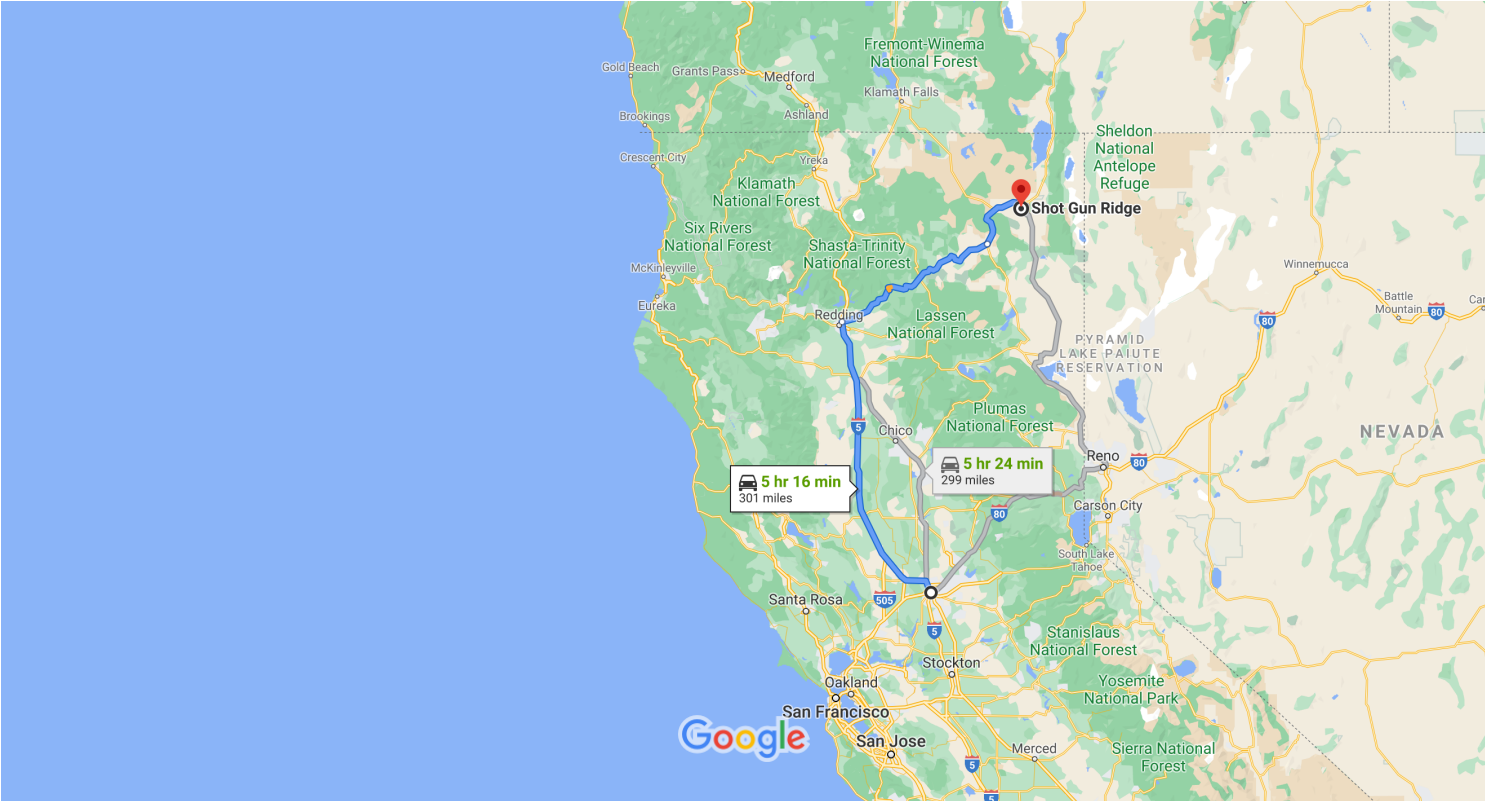 Fremont-Winema
National Forest
Gold Beach
Grants Pass
Medford
Klamath Falls
Ashland
Brookings
Sheldon
National
Antelope
Refuge
Crescent City
Yreka
Klamath
National Forest
Shot Gun Ridge
Six Rivers
National Forest
Shasta-Trinity
National Forest
McKinleyville
Winnemucca
Eureka
Battle
Mountain
80
Car
Redding
Lassen
National Forest
80
PYRAMID
LAKE PAIUTE
RESERVATION
Plumas
National Forest
5
Chico
NEVADA
Reno
80
5 hr 24 min
299 miles
5 hr 16 min
301 miles
80
Carson City
South Lake
Tahoe
Santa Rosa
505
5
Stanislaus
National Forest
Stockton
Oakland
Yosemite
National Park
San Francisco
Google
San Jose
Merced
Sierra National
Forest
5
5